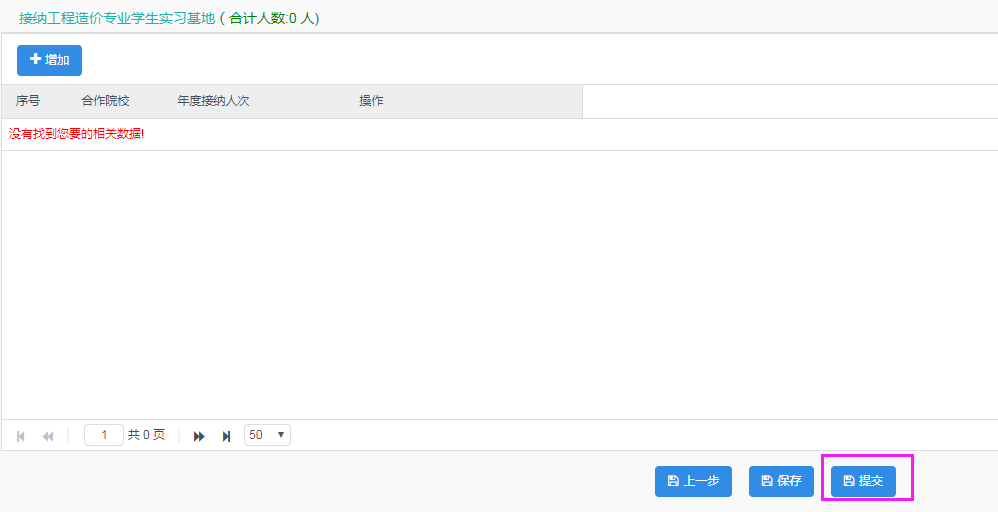 接纳工程造价专业学生实习基地 ( 合计人数:0 人)
增加
序号 合作院校 年度接纳人次 操作
没有找到您要的相关数据!
1 共 0 页 50
上一步 保存 提交